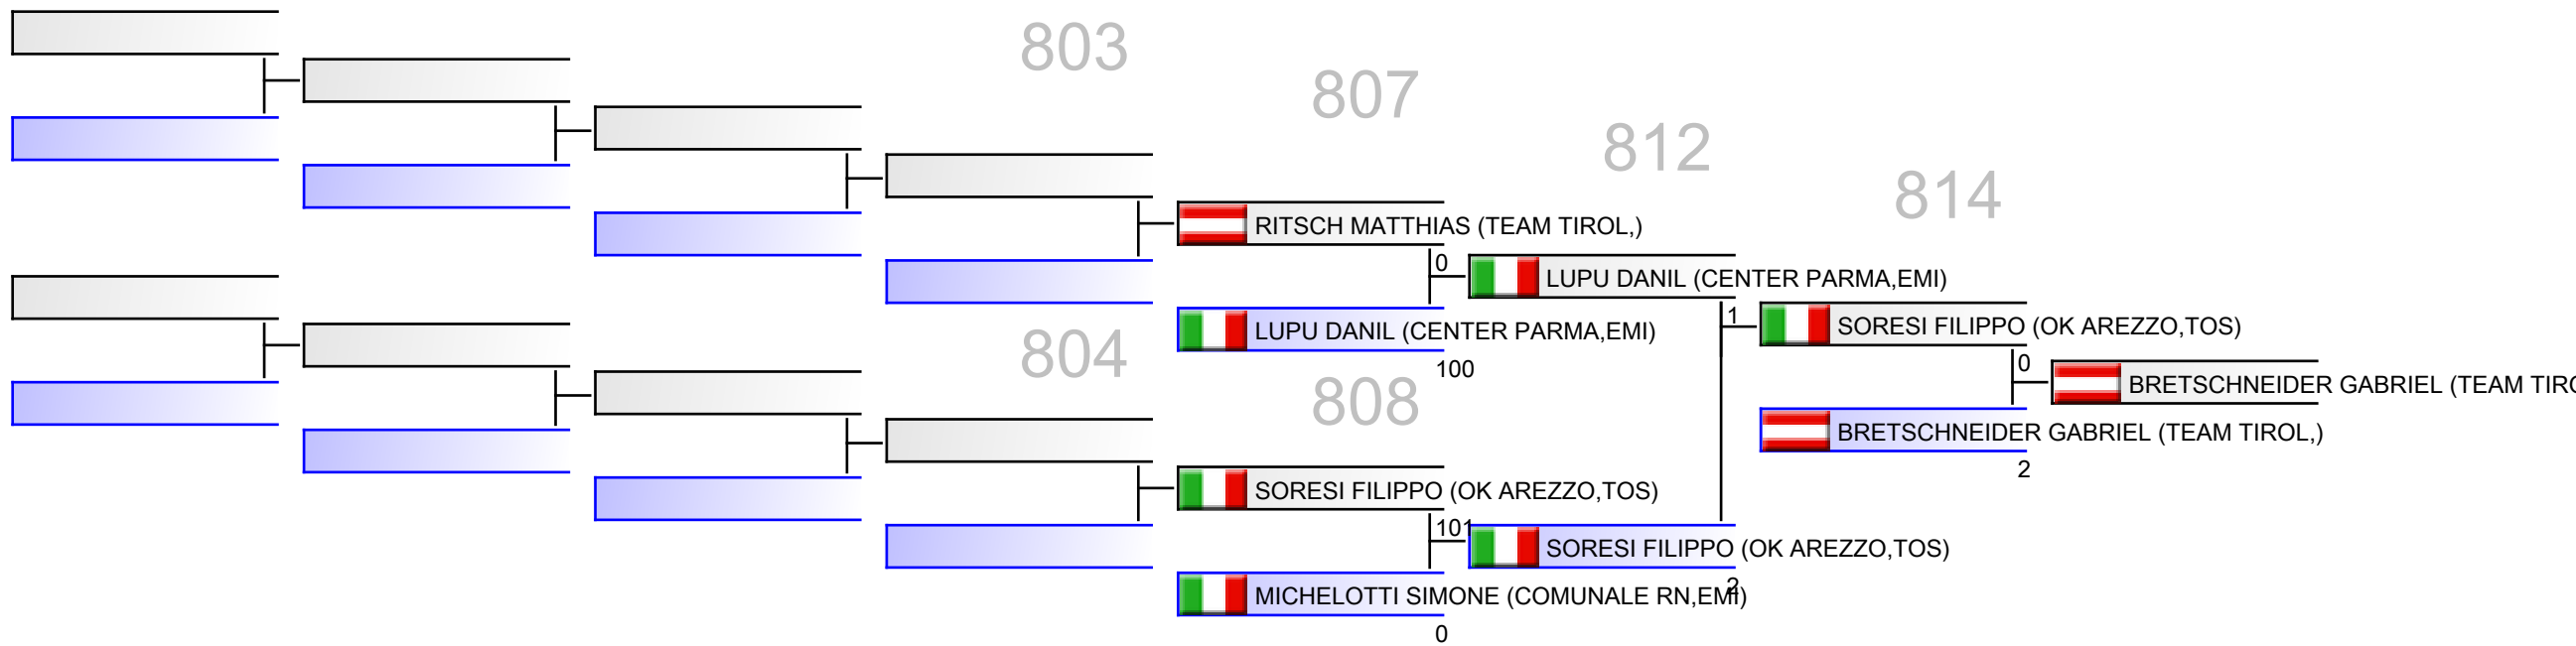 803
807
812
814
RITSCH MATTHIAS (TEAM TIROL,)
0
LUPU DANIL (CENTER PARMA,EMI)
1
SORESI FILIPPO (OK AREZZO,TOS)
LUPU DANIL (CENTER PARMA,EMI)
804
100
0
BRETSCHNEIDER GABRIEL (TEAM TIRO
808
BRETSCHNEIDER GABRIEL (TEAM TIROL,)
2
SORESI FILIPPO (OK AREZZO,TOS)
101
SORESI FILIPPO (OK AREZZO,TOS)
2
MICHELOTTI SIMONE (COMUNALE RN,EMI)
0